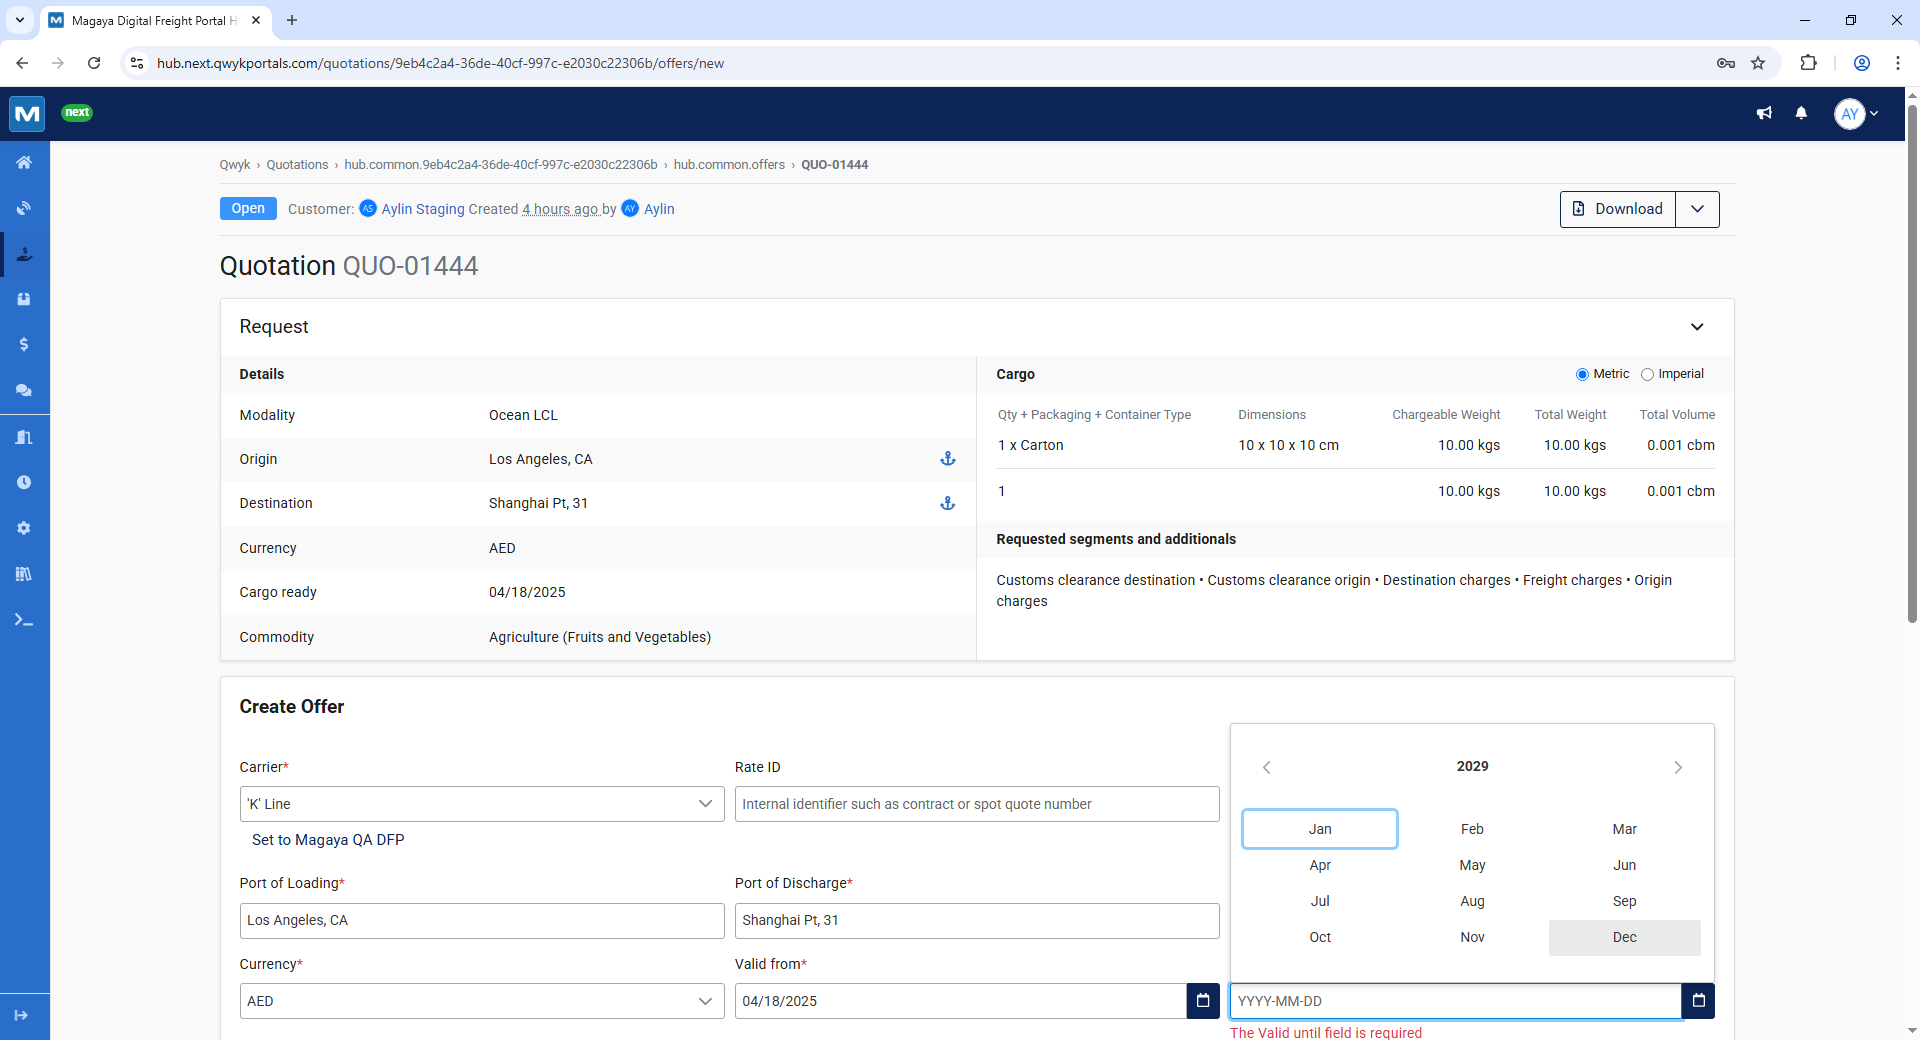 Magaya Digital Freight Portal H
hub.next.qwykportals.com/quotations/9eb4c2a4-36de-40cf-997c-e2030c22306b/offers/new
M next
AY
Qwyk › Quotations › hub.common.9eb4c2a4-36de-40cf-997c-e2030c22306b › hub.common.offers › QUO-01444
Open Customer: AS Aylin Staging Created 4 hours ago by AY Aylin
Download
Quotation QUO-01444
Request
Details
Modality Ocean LCL
Origin Los Angeles, CA
Destination Shanghai Pt, 31
Currency AED
Cargo ready 04/18/2025
Commodity Agriculture (Fruits and Vegetables)
Cargo Metric Imperial
Qty + Packaging + Container Type Dimensions Chargeable Weight Total Weight Total Volume
1 x Carton 10 x 10 x 10 cm 10.00 kgs 10.00 kgs 0.001 cbm
1 10.00 kgs 10.00 kgs 0.001 cbm
Requested segments and additionals
Customs clearance destination • Customs clearance origin • Destination charges • Freight charges • Origin
charges
Create Offer
Carrier* Rate ID
'K' Line Internal identifier such as contract or spot quote number
Set to Magaya QA DFP
Port of Loading* Port of Discharge*
Los Angeles, CA Shanghai Pt, 31
Currency* Valid from*
AED 04/18/2025
2029
Jan Feb Mar
Apr May Jun
Jul Aug Sep
Oct Nov Dec
YYYY-MM-DD
The Valid until field is required